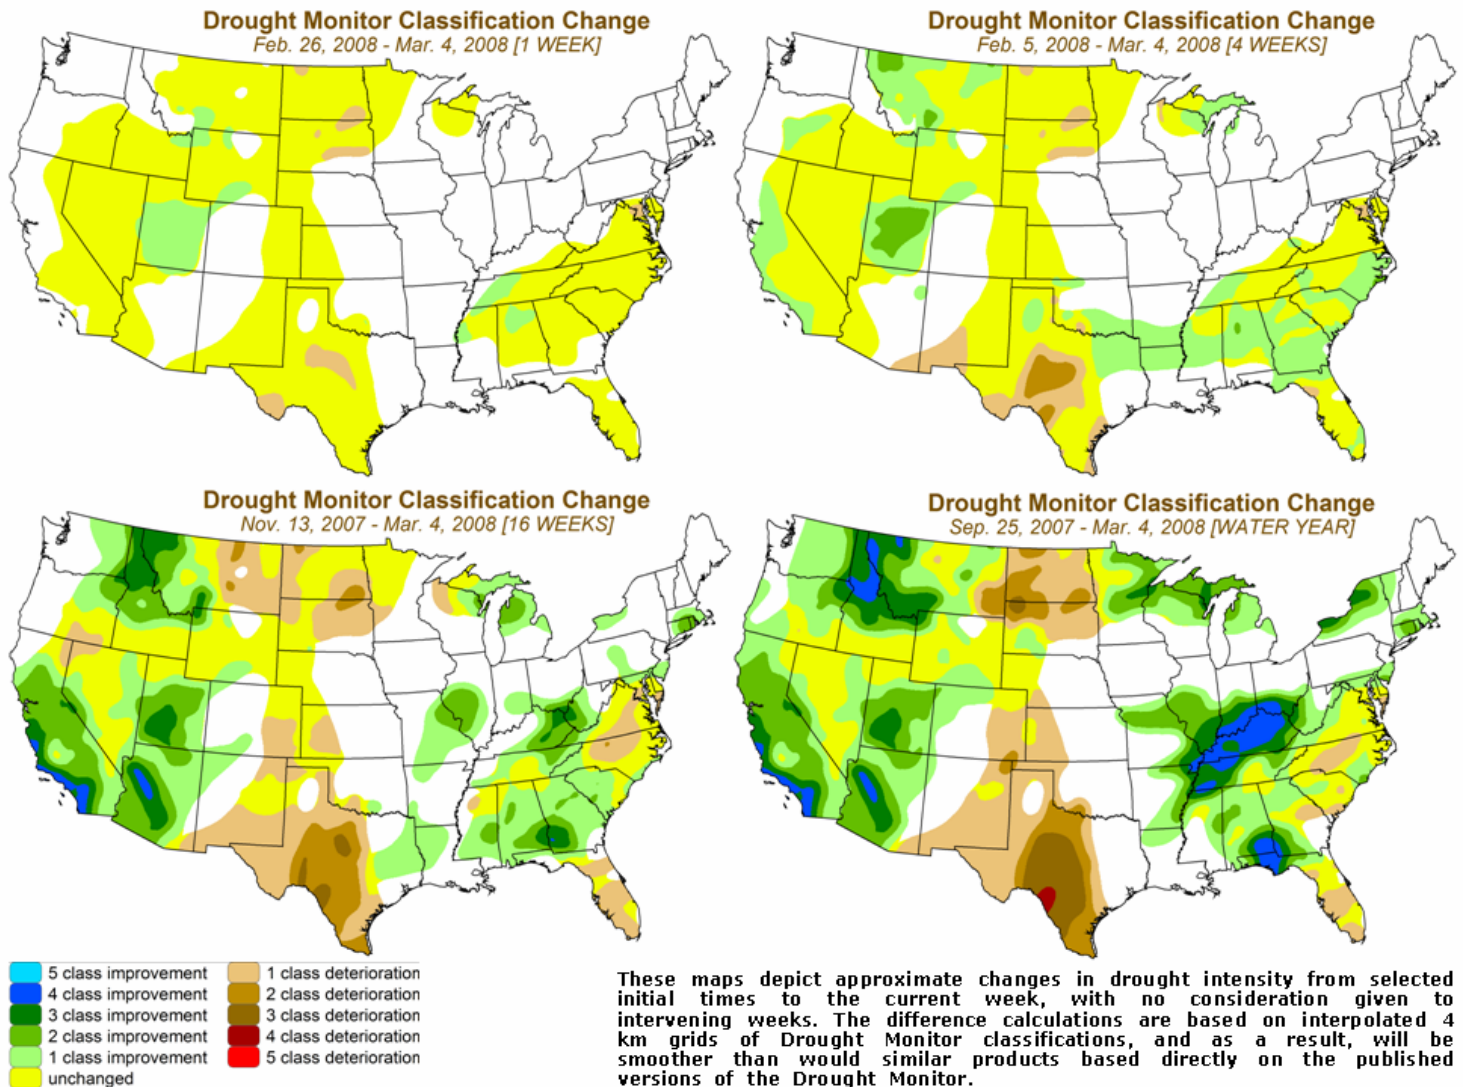 Drought Monitor Classification Change
Feb. 26, 2008 - Mar. 4, 2008 [1 WEEK]
Drought Monitor Classification Change
Feb. 5, 2008 - Mar. 4, 2008 [4 WEEKS]
Drought Monitor Classification Change
Nov. 13, 2007 - Mar. 4, 2008 [16 WEEKS]
Drought Monitor Classification Change
Sep. 25, 2007 - Mar. 4, 2008 [WATER YEAR]
5 class improvement
4 class improvement
3 class improvement
2 class improvement
1 class improvement
unchanged
1 class deterioration
2 class deterioration
3 class deterioration
4 class deterioration
5 class deterioration
These maps depict approximate changes in drought intensity from selected
initial times to the current week, with no consideration given to
intervening weeks. The difference calculations are based on interpolated 4
km grids of Drought Monitor classifications, and as a result, will be
smoother than would similar products based directly on the published
versions of the Drought Monitor.